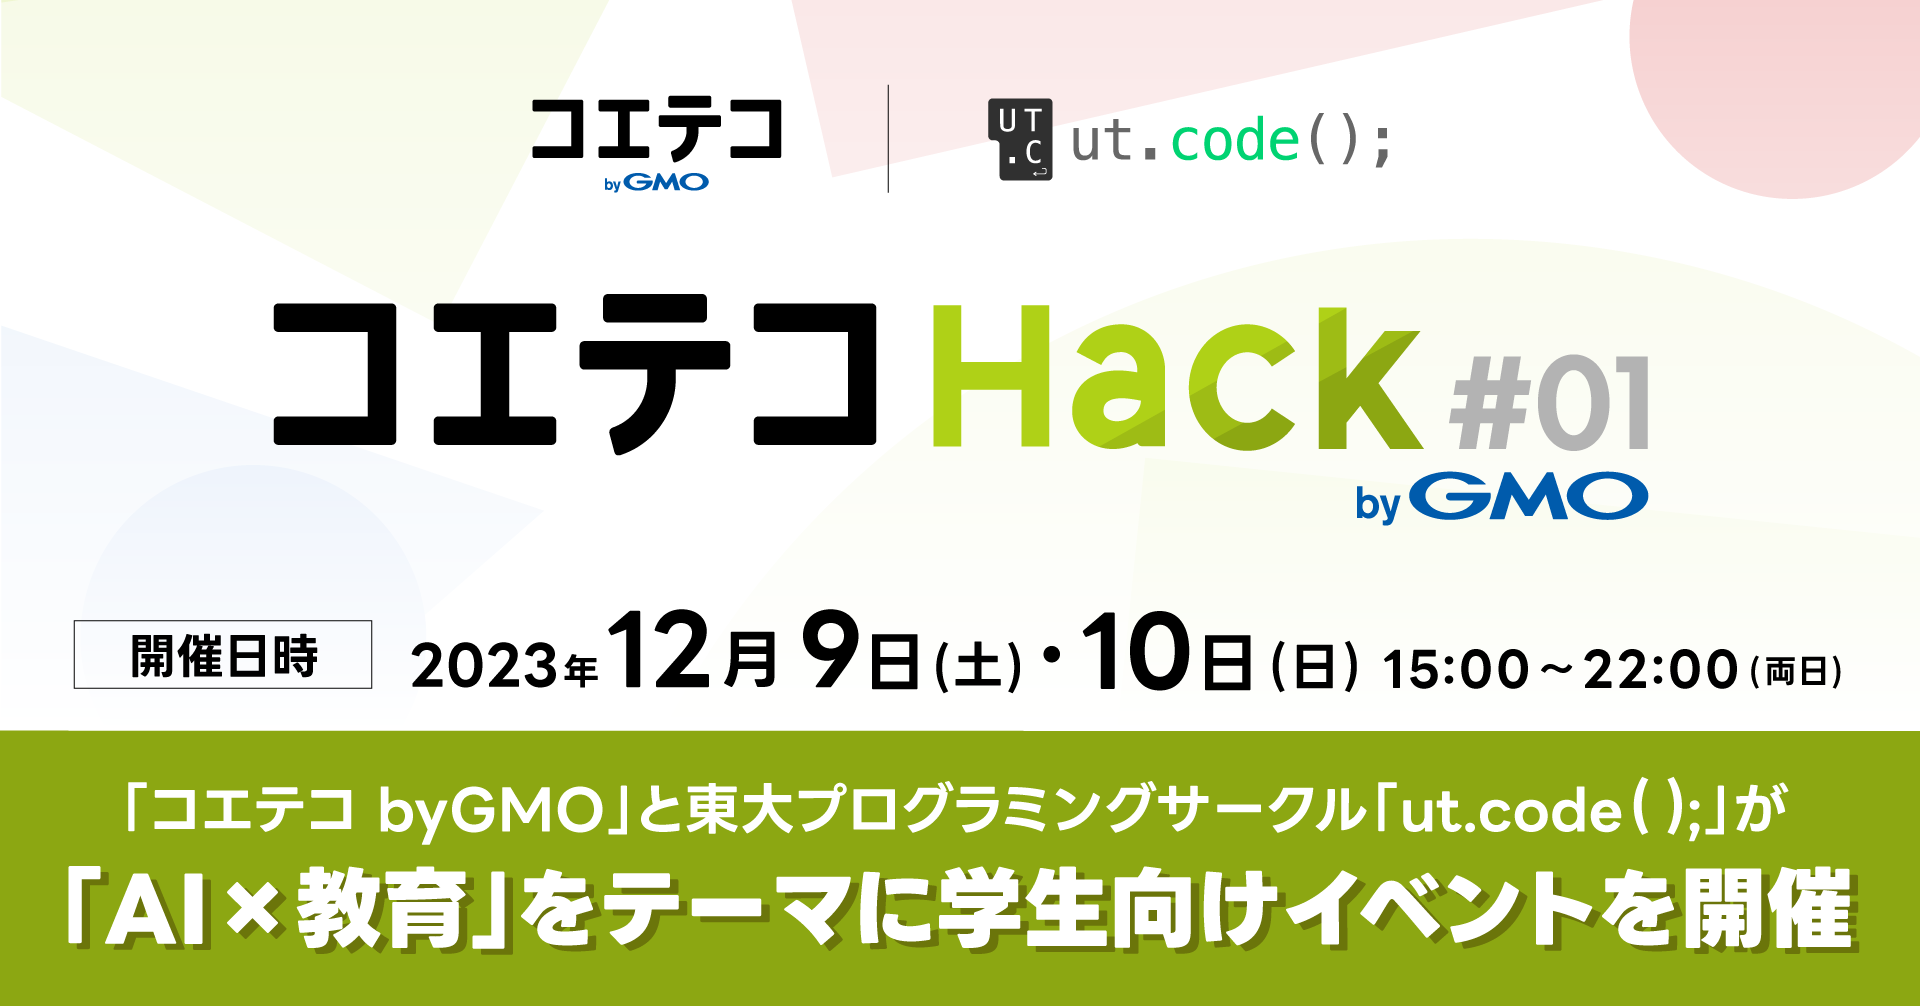 コエテコ
by GMO
UT
.C
ut.code();
コエテコ Hack #01
by GMO
開催日時
2023年 12月 9日 (土)・10日 (日) 15:00～22:00 (両日)
「コエテコ byGMO」と東大プログラミングサークル「ut.code( );」が
「AI×教育」をテーマに学生向けイベントを開催